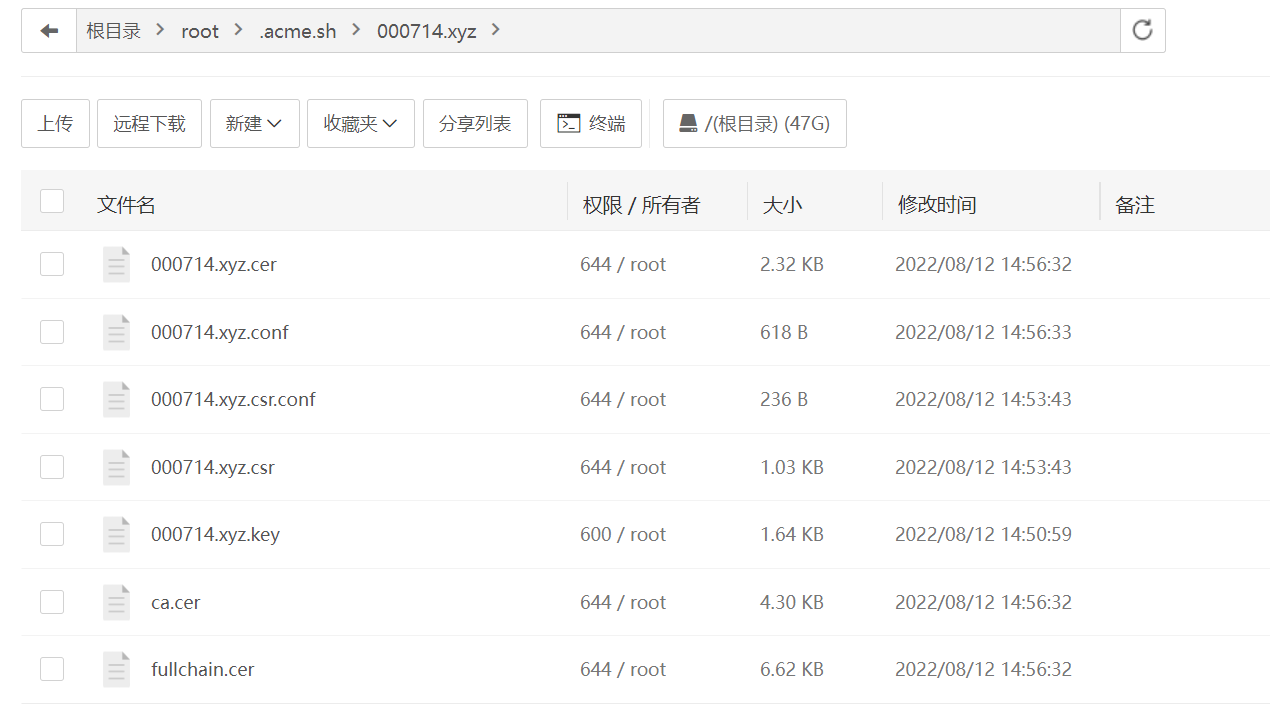 根目录 > root > .acme.sh > 000714.xyz >
上传 远程下载 新建 收藏夹 分享列表 终端 /(根目录) (47G)
文件名 权限 / 所有者 大小 修改时间 备注
000714.xyz.cer 644 / root 2.32 KB 2022/08/12 14:56:32
000714.xyz.conf 644 / root 618 B 2022/08/12 14:56:33
000714.xyz.csr.conf 644 / root 236 B 2022/08/12 14:53:43
000714.xyz.csr 644 / root 1.03 KB 2022/08/12 14:53:43
000714.xyz.key 600 / root 1.64 KB 2022/08/12 14:50:59
ca.cer 644 / root 4.30 KB 2022/08/12 14:56:32
fullchain.cer 644 / root 6.62 KB 2022/08/12 14:56:32